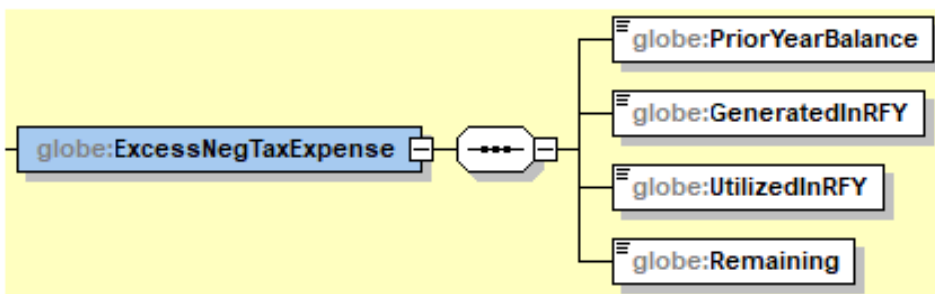 globe:PriorYearBalance
globe:GeneratedInRFY
globe:ExcessNegTaxExpense
globe:UtilizedInRFY
globe:Remaining